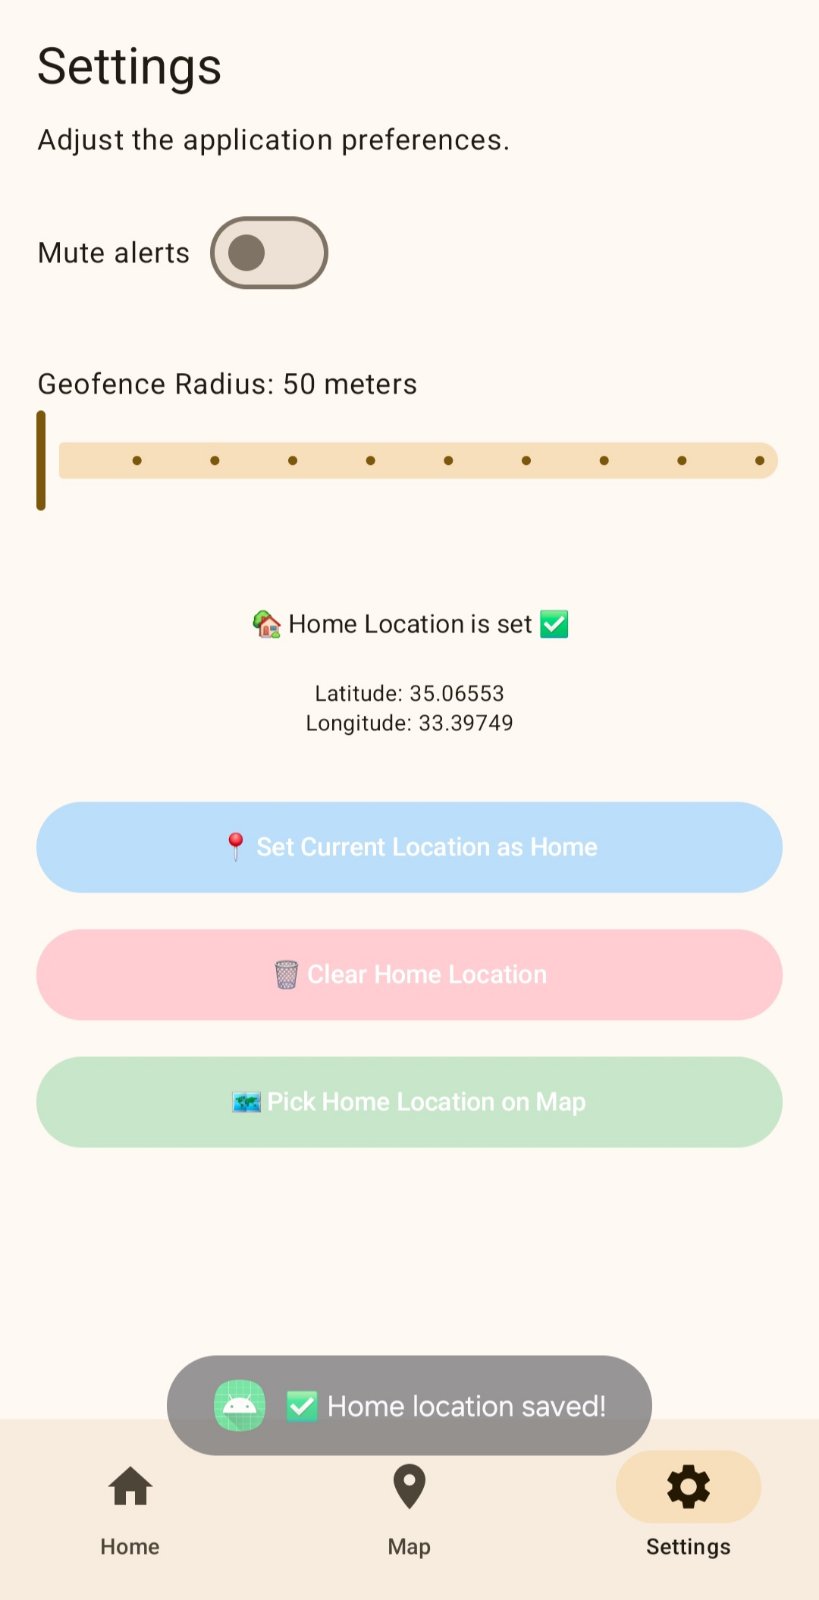 Settings
Adjust the application preferences.
Mute alerts
Geofence Radius: 50 meters
🏡 Home Location is set ✅
Latitude: 35.06553
Longitude: 33.39749
📍 Set Current Location as Home
🗑️ Clear Home Location
🗺️ Pick Home Location on Map
✅ Home location saved!
Home
Map
Settings